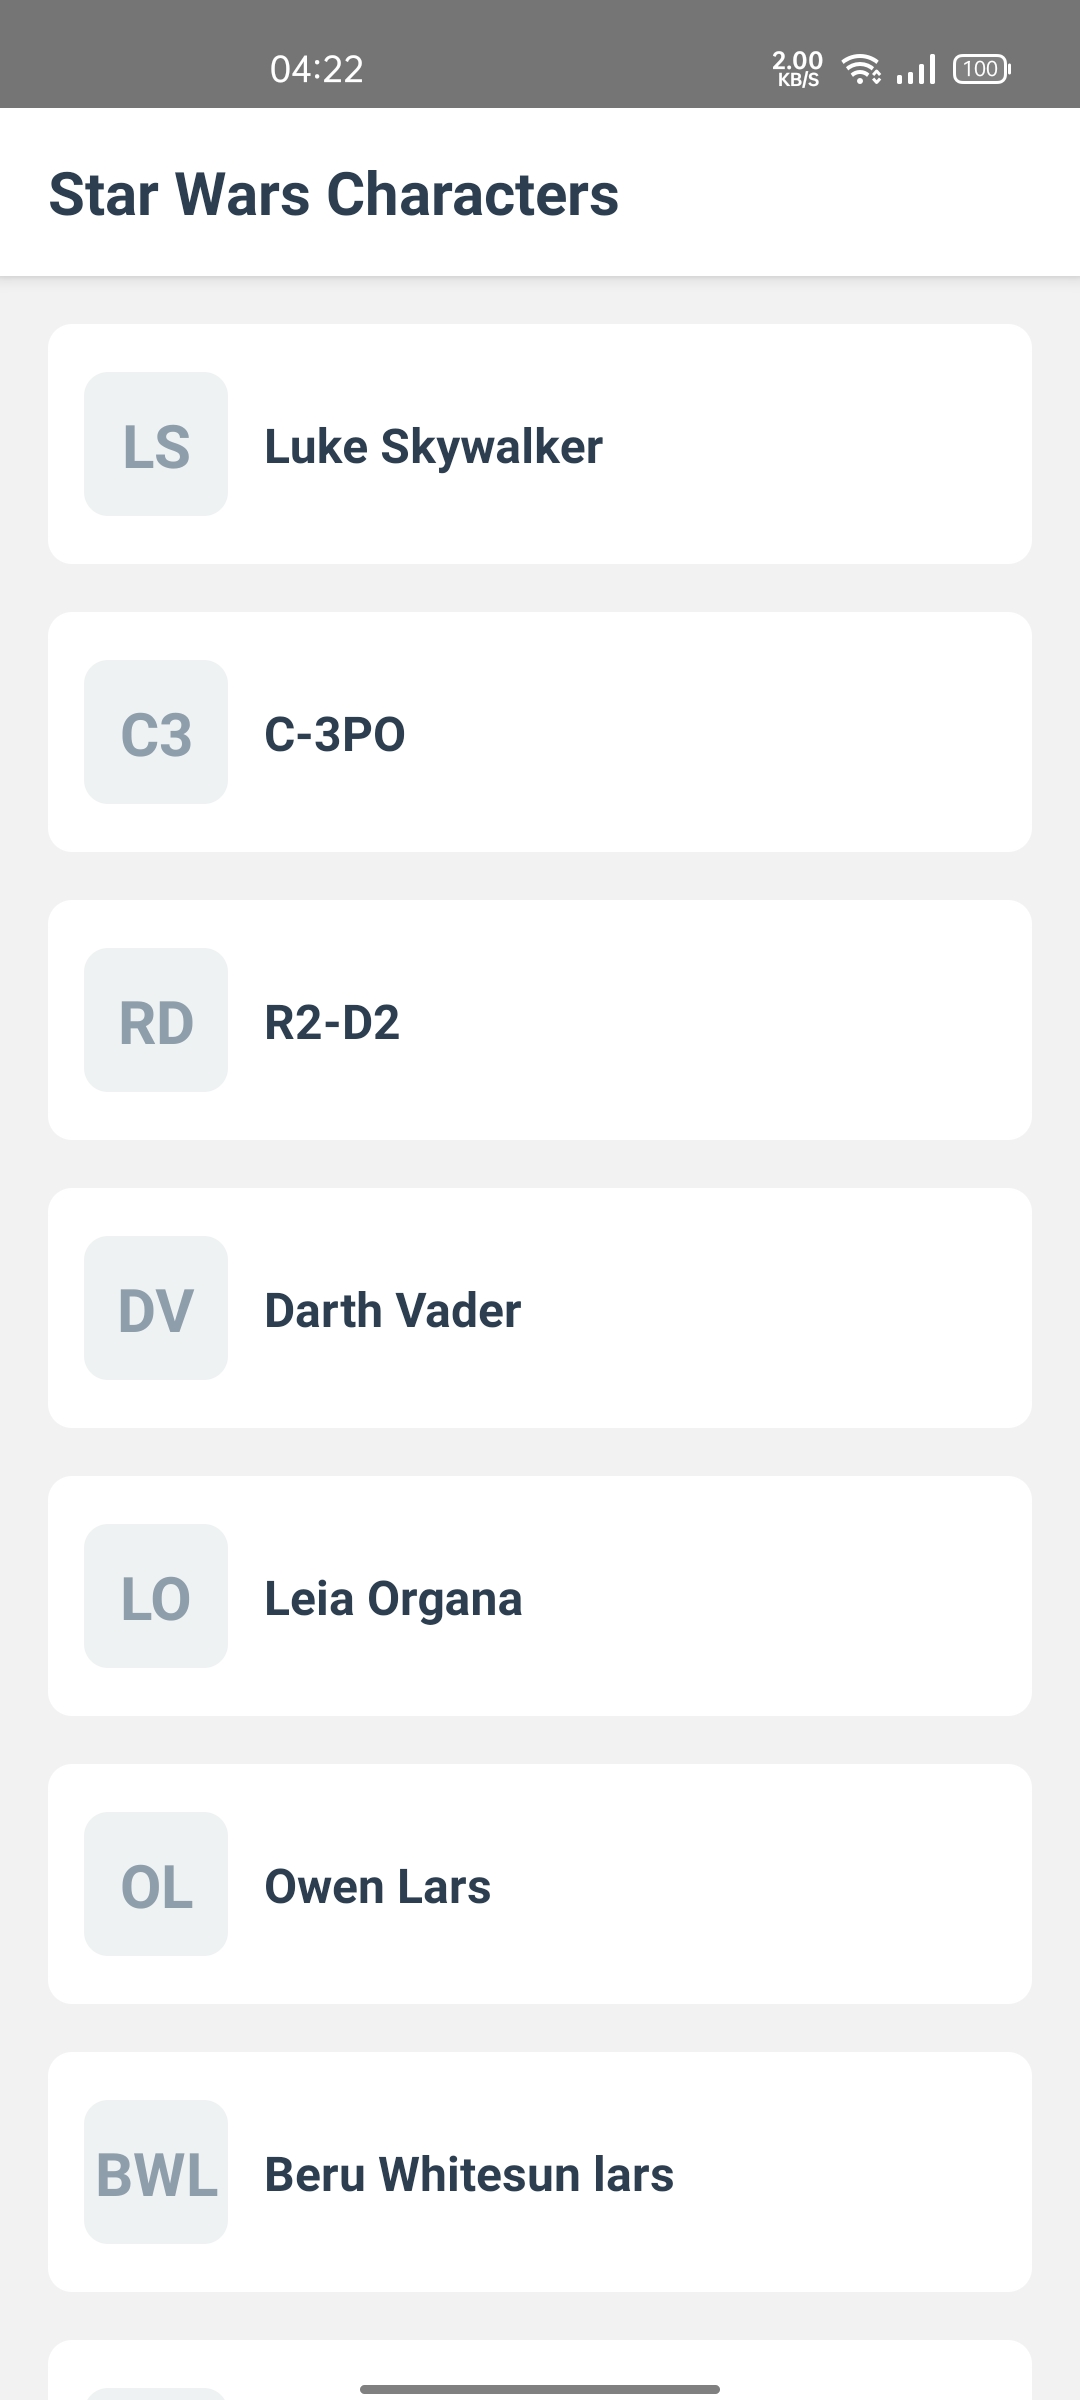 04:22
2.00
KB/S
100
Star Wars Characters
LS
Luke Skywalker
C3
C-3PO
RD
R2-D2
DV
Darth Vader
LO
Leia Organa
OL
Owen Lars
BWL
Beru Whitesun lars